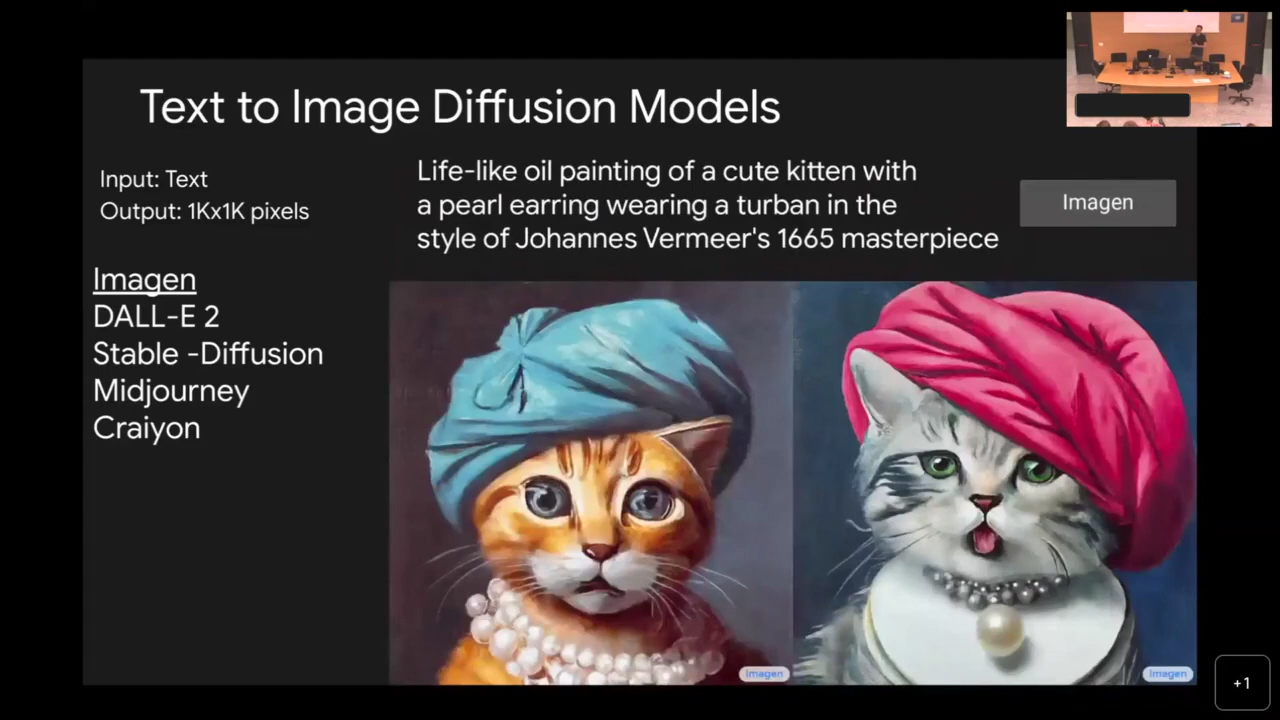 Text to Image Diffusion Models
Input: Text
Output: 1Kx1K pixels
Imagen
DALL-E 2
Stable -Diffusion
Midjourney
Craiyon
Life-like oil painting of a cute kitten with
a pearl earring wearing a turban in the
style of Johannes Vermeer's 1665 masterpiece
Imagen
Imagen
Imagen
+1